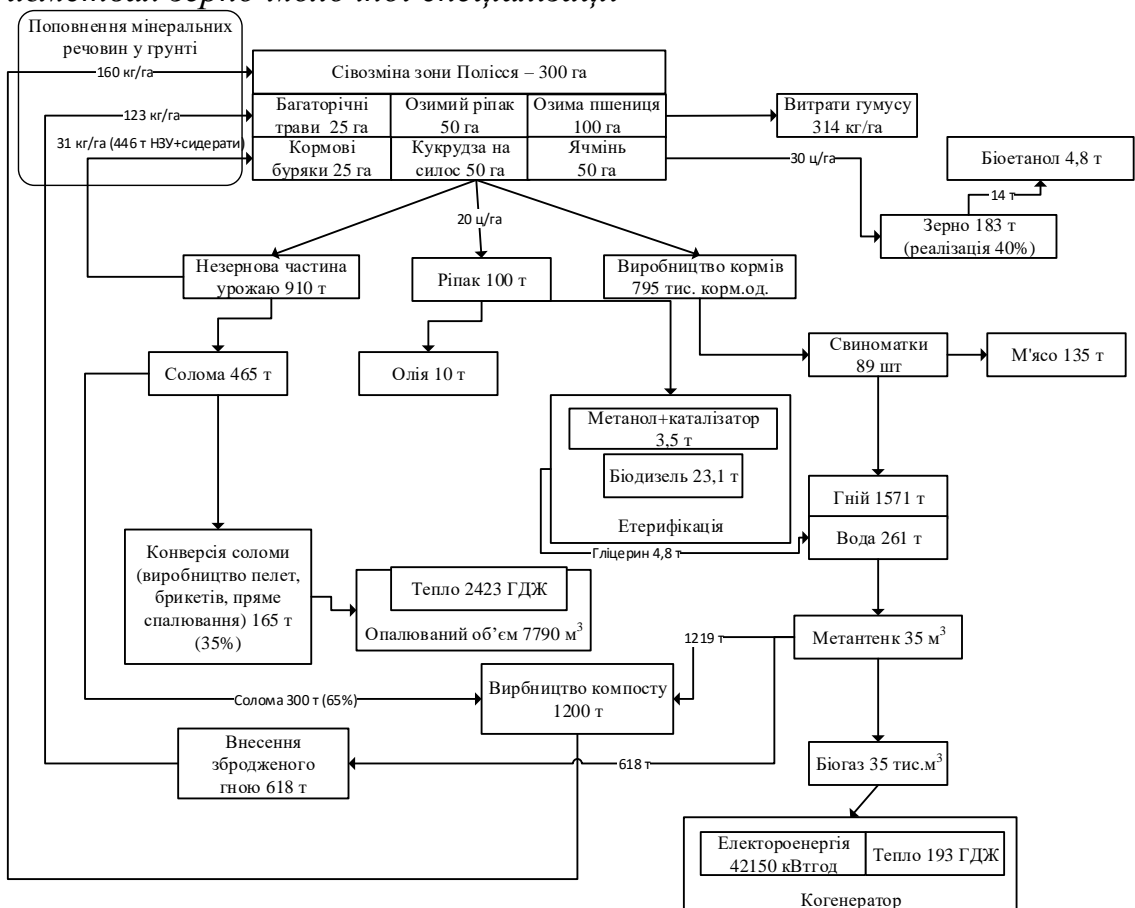 Поповнення мінеральних
речовин у грунті
160 кг/га
123 кг/га
31 кг/га (446 т НЗУ+сидерати)
Сівозміна зони Полісся – 300 га
Багаторічні
трави 25 га
Озимий ріпак
50 га
Озима пшениця
100 га
Кормові
буряки 25 га
Кукрудза на
силос 50 га
Ячмінь
50 га
Витрати гумусу
314 кг/га
30 ц/га
Біоетанол 4,8 т
14 т
Зерно 183 т
(реалізація 40%)
20 ц/га
Незернова частина
урожаю 910 т
Ріпак 100 т
Виробництво кормів
795 тис. корм.од.
Солома 465 т
Олія 10 т
Свиноматки
89 шт
М'ясо 135 т
Метанол+каталізатор
3,5 т
Біодизель 23,1 т
Етерифікація
Гліцерин 4,8 т
Гній 1571 т
Вода 261 т
Конверсія соломи
(виробництво пелет,
брикетів, пряме
спалювання) 165 т
(35%)
Тепло 2423 ГДЖ
Опалюваний об’єм 7790 м³
1219 т
Метантенк 35 м³
Солома 300 т (65%)
Вирбництво компосту
1200 т
Внесення
збродженого
гною 618 т
618 т
Біогаз 35 тис.м³
Електороенергія
42150 кВтгод
Тепло 193 ГДЖ
Когенератор